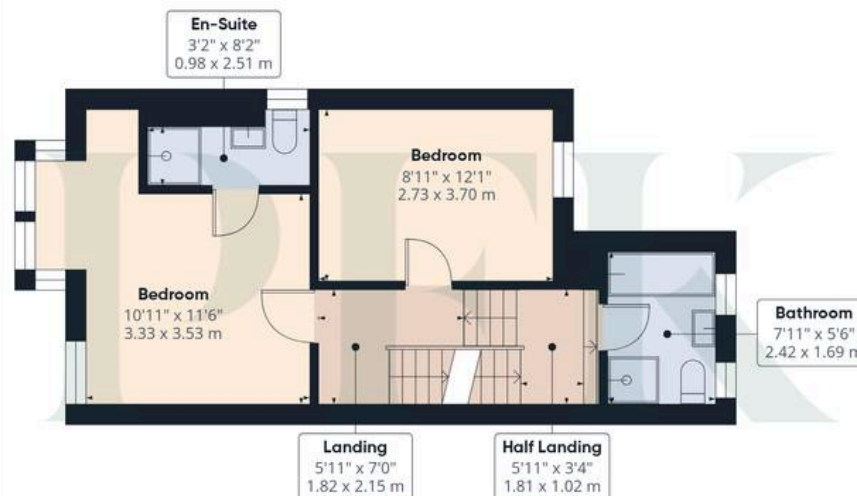 En-Suite
3'2" x 8'2"
0.98 x 2.51 m
Bedroom
8'11" x 12'1"
2.73 x 3.70 m
Bedroom
10'11" x 11'6"
3.33 x 3.53 m
Bathroom
7'11" x 5'6"
2.42 x 1.69 m
Landing
5'11" x 7'0"
1.82 x 2.15 m
Half Landing
5'11" x 3'4"
1.81 x 1.02 m
PFK